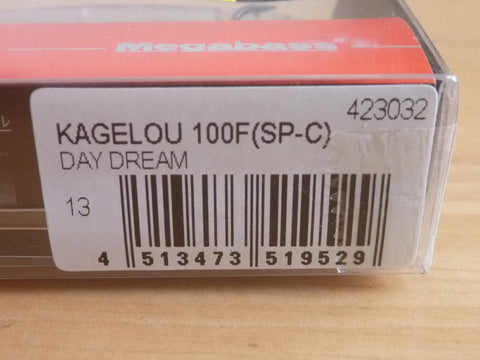 Megabass
423032
KAGELOU 100F(SP-C)
DAY DREAM
13
4 513473 519529